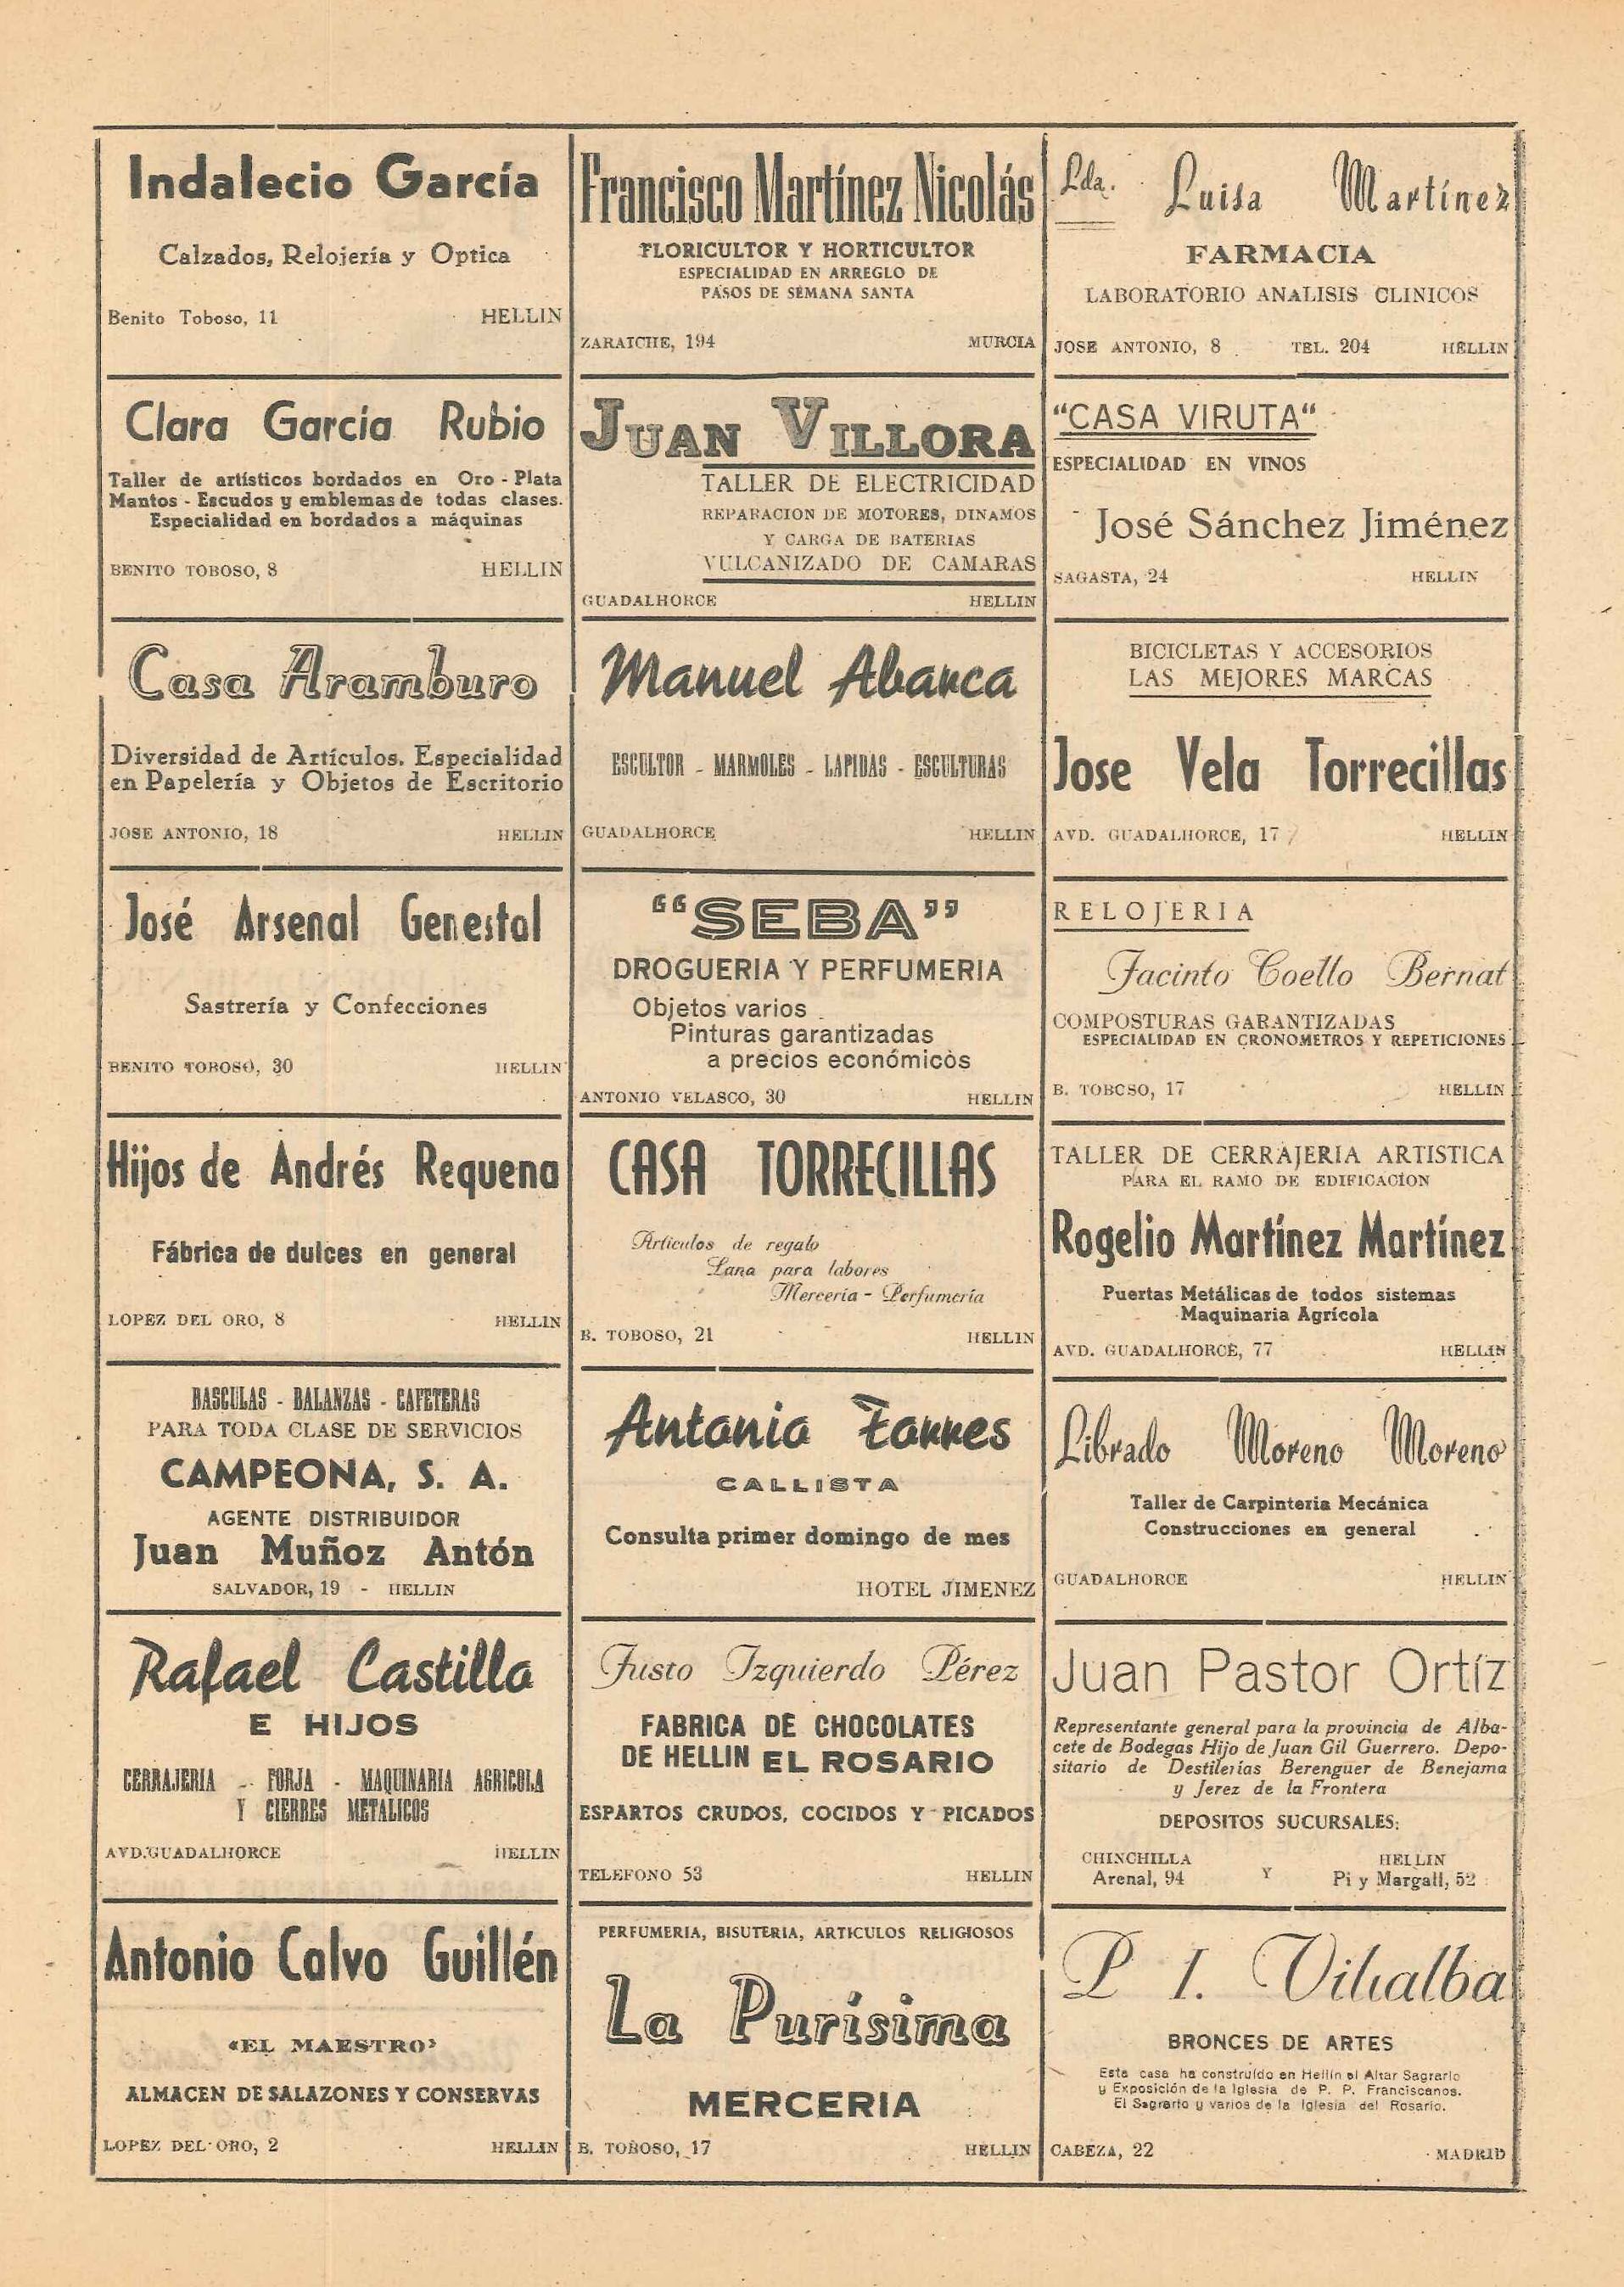 Indalecio García
Calzados, Relojería y Optica
Benito Toboso, 11 HELLIN
Clara García Rubio
Taller de artísticos bordados en Oro - Plata
Mantos - Escudos y emblemas de todas clases.
Especialidad en bordados a máquinas
BENITO TOBOSO, 8 HELLIN
Casa Aramburo
Diversidad de Artículos. Especialidad
en Papelería y Objetos de Escritorio
JOSE ANTONIO, 18 HELLIN
José Arsenal Genestal
Sastrería y Confecciones
BENITO TOBOSO, 30 HELLIN
Hijos de Andrés Requena
Fábrica de dulces en general
LOPEZ DEL ORO, 8 HELLIN
BASCULAS - BALANZAS - CAFETERAS
PARA TODA CLASE DE SERVICIOS
CAMPEONA, S. A.
AGENTE DISTRIBUIDOR
Juan Muñoz Antón
SALVADOR, 19 - HELLIN
Rafael Castillo
E HIJOS
CERRAJERIA - FORJA - MAQUINARIA AGRICOLA
Y CIERRES METALICOS
AVD. GUADALHORCE HELLIN
Antonio Calvo Guillén
«EL MAESTRO»
ALMACEN DE SALAZONES Y CONSERVAS
LOPEZ DEL ORO, 2 HELLIN
Francisco Martínez Nicolás
FLORICULTOR Y HORTICULTOR
ESPECIALIDAD EN ARREGLO DE
PASOS DE SEMANA SANTA
ZARAICHE, 194 MURCIA
JUAN VILLORA
TALLER DE ELECTRICIDAD
REPARACION DE MOTORES, DINAMOS
Y CARGA DE BATERIAS
VULCANIZADO DE CAMARAS
GUADALHORCE HELLIN
Manuel Abarca
ESCULTOR - MARMOLES - LAPIDAS - ESCULTURAS
GUADALHORCE HELLIN
“SEBA”
DROGUERIA Y PERFUMERIA
Objetos varios
Pinturas garantizadas
a precios económicos
ANTONIO VELASCO, 30 HELLIN
CASA TORRECILLAS
Artículos de regalo
Lana para labores
Mercería - Perfumería
B. TOBOSO, 21 HELLIN
Antonio Torres
CALLISTA
Consulta primer domingo de mes
HOTEL JIMENEZ
Justo Izquierdo Pérez
FABRICA DE CHOCOLATES
DE HELLIN EL ROSARIO
ESPARTOS CRUDOS, COCIDOS Y PICADOS
TELEFONO 53 HELLIN
PERFUMERIA, BISUTERIA, ARTICULOS RELIGIOSOS
La Purísima
MERCERIA
B. TOBOSO, 17 HELLIN
Lda. Luisa Martínez
FARMACIA
LABORATORIO ANALISIS CLINICOS
JOSE ANTONIO, 8 TEL. 204 HELLIN
“CASA VIRUTA“
ESPECIALIDAD EN VINOS
José Sánchez Jiménez
SAGASTA, 24 HELLIN
BICICLETAS Y ACCESORIOS
LAS MEJORES MARCAS
Jose Vela Torrecillas
AVD. GUADALHORCE, 17 HELLIN
RELOJERIA
Jacinto Coello Bernat
COMPOSTURAS GARANTIZADAS
ESPECIALIDAD EN CRONOMETROS Y REPETICIONES
B. TOBOSO, 17 HELLIN
TALLER DE CERRAJERIA ARTISTICA
PARA EL RAMO DE EDIFICACIÓN
Rogelio Martínez Martínez
Puertas Metálicas de todos sistemas
Maquinaria Agrícola
AVD. GUADALHORCE, 77 HELLIN
Librado Moreno Moreno
Taller de Carpintería Mecánica
Construcciones en general
GUADALHORCE HELLIN
Juan Pastor Ortíz
Representante general para la provincia de Alba-
cete de Bodegas Hijo de Juan Gil Guerrero. Depo-
sitario de Destilerías Berenguer de Benejama
y Jerez de la Frontera
DEPOSITOS SUCURSALES:
CHINCHILLA HELLIN
Arenal, 94 Y Pi y Margall, 52
P. I. Villalba
BRONCES DE ARTES
Esta casa ha construído en Hellín el Altar Sagrario
y Exposición de la Iglesia de P. P. Franciscanos.
El Sagrario y varios de la Iglesia del Rosario.
CABEZA, 22 MADRID